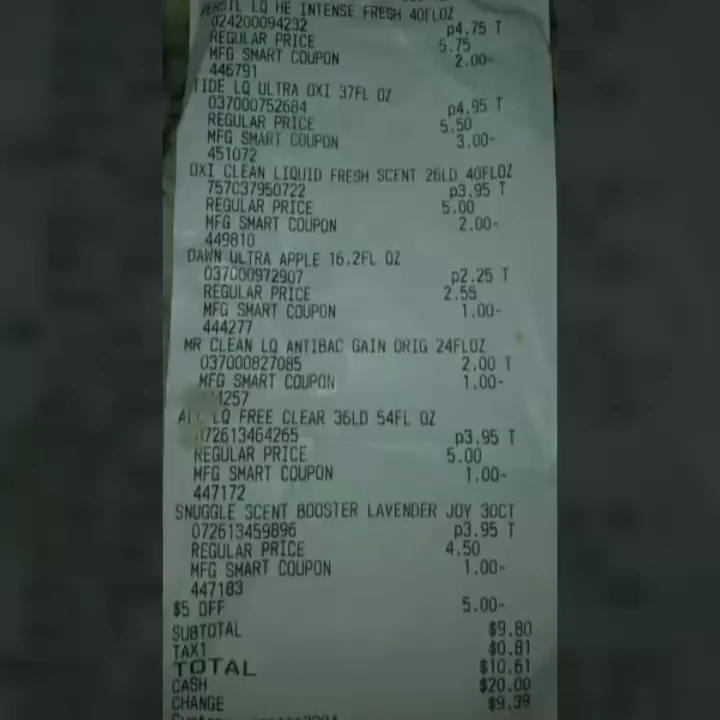 PERSIL LQ HE INTENSE FRESH 40FLOZ
024200094232 p4.75 T
REGULAR PRICE 5.75
MFG SMART COUPON 2.00-
446791
TIDE LQ ULTRA OXI 37FL OZ
037000752684 p4.95 T
REGULAR PRICE 5.50
MFG SMART COUPON 3.00-
451072
OXI CLEAN LIQUID FRESH SCENT 26LD 40FLOZ
757037950722 p3.95 T
REGULAR PRICE 5.00
MFG SMART COUPON 2.00-
449810
DAWN ULTRA APPLE 16.2FL OZ
037000972907 p2.25 T
REGULAR PRICE 2.55
MFG SMART COUPON 1.00-
444277
MR CLEAN LQ ANTIBAC GAIN ORIG 24FLOZ
037000827085 2.00 T
MFG SMART COUPON 1.00-
ALL LQ FREE CLEAR 36LD 54FL OZ
p3.95 T
REGULAR PRICE 5.00
MFG SMART COUPON 1.00-
447172
SNUGGLE SCENT BOOSTER LAVENDER JOY 30CT
072613459896 p3.95 T
REGULAR PRICE 4.50
MFG SMART COUPON 1.00-
447183
$5 OFF 5.00-
SUBTOTAL $9.80
TAX1 $0.81
TOTAL $10.61
CASH $20.00
CHANGE $9.39